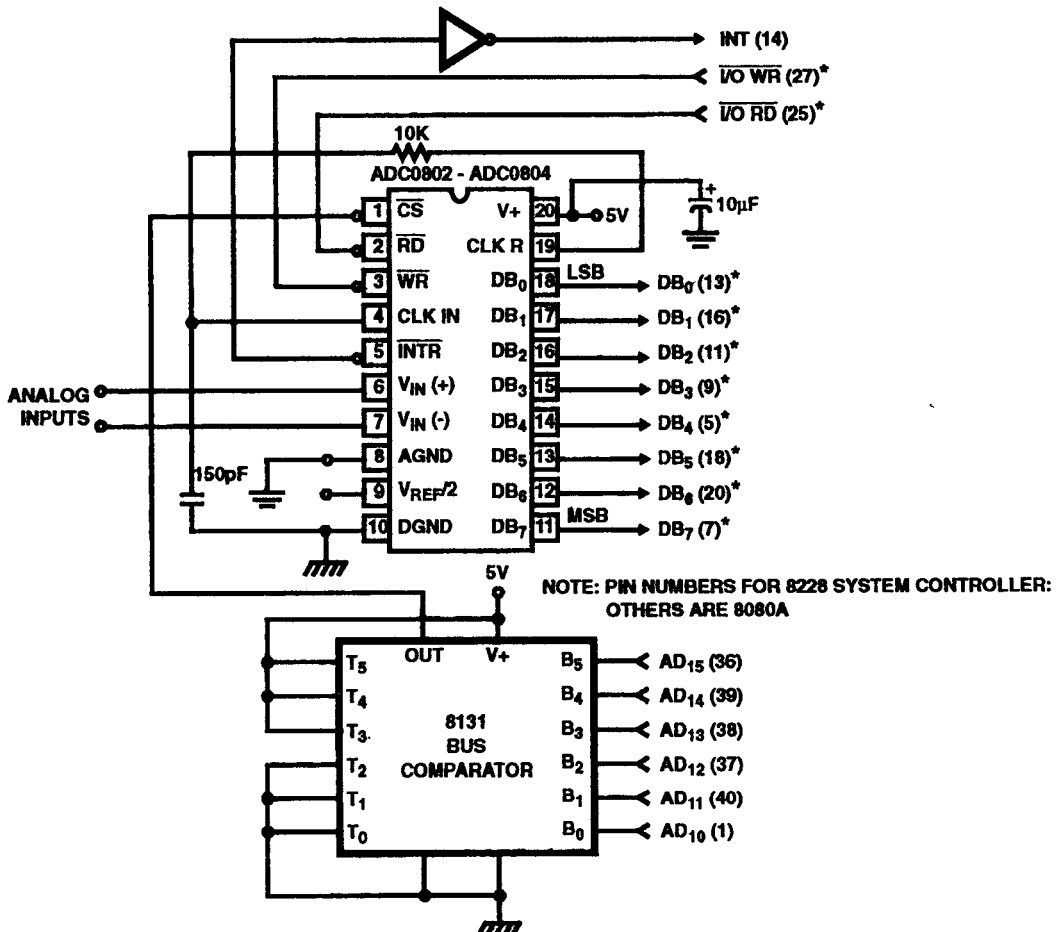 INT (14)
I/O WR (27)*
I/O RD (25)*
10K
ADC0802 - ADC0804
1 CS V+ 20
5V
+
10μF
2 RD CLK R 19
3 WR DB0 18 LSB DB0 (13)*
4 CLK IN DB1 17 DB1 (16)*
5 INTR DB2 16 DB2 (11)*
ANALOG
INPUTS
6 VIN (+) DB3 15 DB3 (9)*
7 VIN (-) DB4 14 DB4 (5)*
8 AGND DB5 13 DB5 (18)*
150pF
9 VREF/2 DB6 12 DB6 (20)*
10 DGND DB7 11 MSB DB7 (7)*
5V
NOTE: PIN NUMBERS FOR 8228 SYSTEM CONTROLLER:
OTHERS ARE 8080A
OUT V+
T5 B5 AD15 (36)
T4 B4 AD14 (39)
T3 B3 AD13 (38)
8131
BUS
COMPARATOR
T2 B2 AD12 (37)
T1 B1 AD11 (40)
T0 B0 AD10 (1)